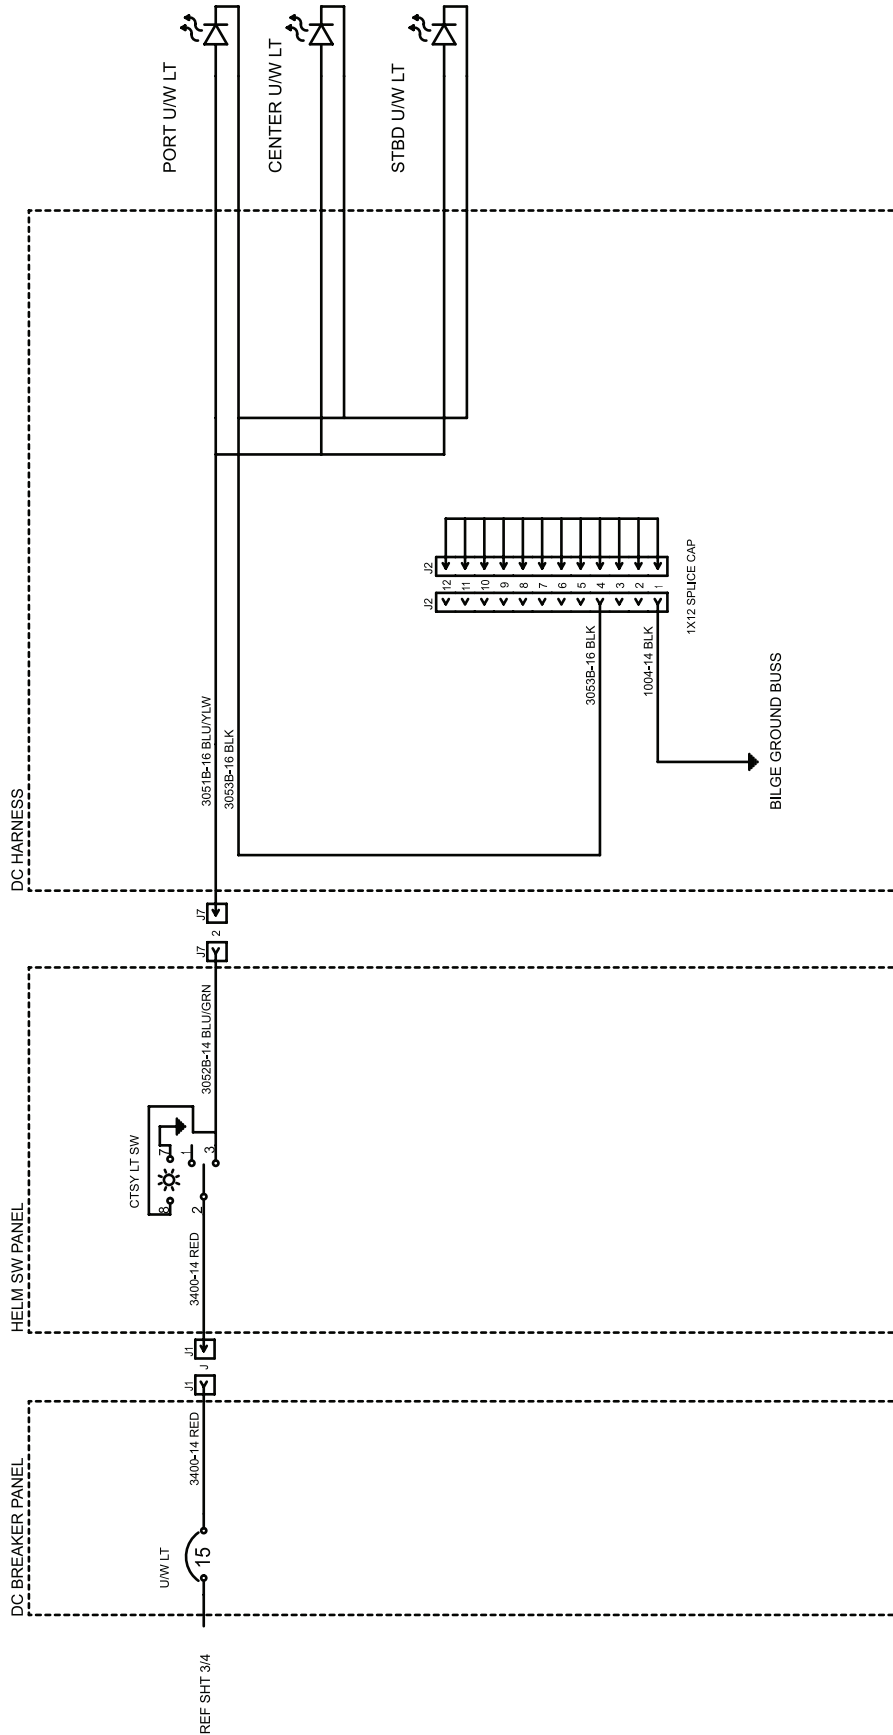 REF SHT 3/4
DC BREAKER PANEL
U/W LT
15
3400-14 RED
J1
J
J1
HELM SW PANEL
3400-14 RED
CTSY LT SW
8
7
2
1
3
3052B-14 BLU/GRN
J7
2
J7
DC HARNESS
3051B-16 BLU/YLW
3053B-16 BLK
3053B-16 BLK
1004-14 BLK
BILGE GROUND BUSS
J2
J2
12
11
10
9
8
7
6
5
4
3
2
1
1X12 SPLICE CAP
PORT U/W LT
CENTER U/W LT
STBD U/W LT